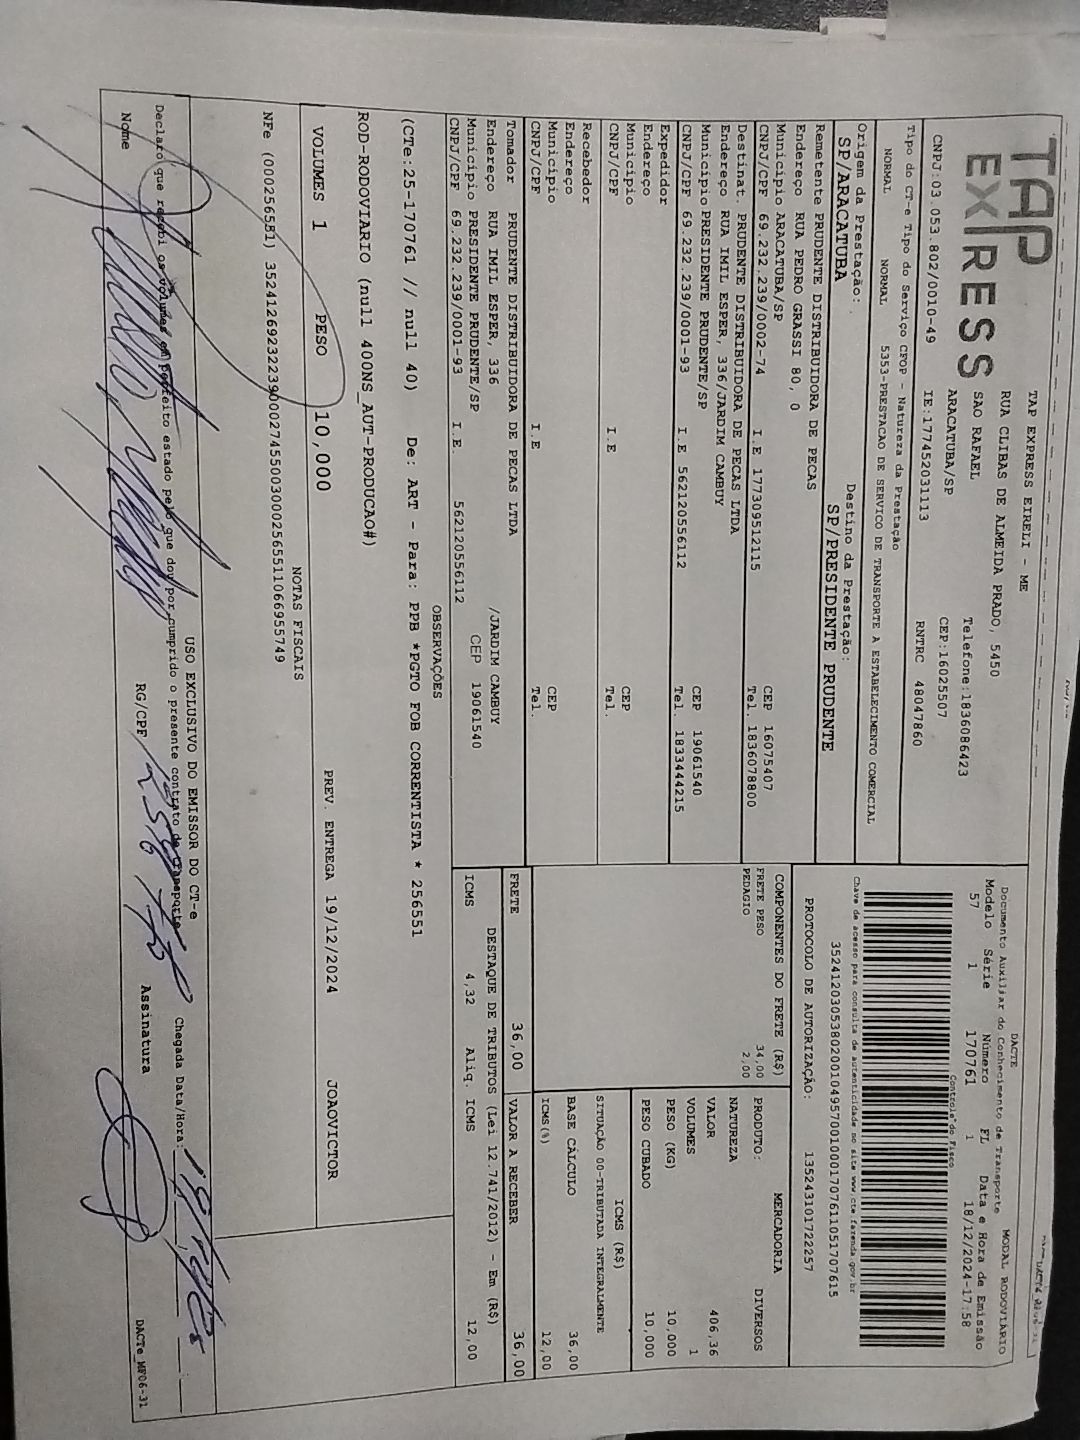 TAP
EXPRESS
TAP EXPRESS EIRELI - ME
RUA CLIBAS DE ALMEIDA PRADO, 5450
SAO RAFAEL
ARACATUBA/SP
Telefone:1836086423
CEP:16025507
CNPJ:03.053.802/0010-49 IE:177452031113 RNTRC 48047860
DACTE MODAL RODOVIÁRIO
Documento Auxiliar do Conhecimento de Transporte
Modelo Série Número FL Data e Hora de Emissão
57 1 170761 1 18/12/2024-17:58
Controle do Fisco
Chave de acesso para consulta de autenticidade no site www.cte.fazenda.gov.br
35241203053802001049570010001707611051707615
PROTOCOLO DE AUTORIZAÇÃO: 135243101722257
Tipo do CT-e Tipo do Serviço CFOP - Natureza da Prestação
NORMAL NORMAL 5353-PRESTACAO DE SERVICO DE TRANSPORTE A ESTABELECIMENTO COMERCIAL
Origem da Prestação: Destino da Prestação:
SP/ARACATUBA SP/PRESIDENTE PRUDENTE
Remetente PRUDENTE DISTRIBUIDORA DE PECAS
Endereço RUA PEDRO GRASSI 80, 0
Município ARACATUBA/SP CEP 16075407
CNPJ/CPF 69.232.239/0002-74 I.E 177309512115 Tel. 1836078800
Destinat. PRUDENTE DISTRIBUIDORA DE PECAS LTDA
Endereço RUA IMIL ESPER, 336/JARDIM CAMBUY
Município PRESIDENTE PRUDENTE/SP CEP 19061540
CNPJ/CPF 69.232.239/0001-93 I.E 562120556112 Tel. 1833444215
Expedidor
Endereço
Município CEP
CNPJ/CPF I.E Tel.
Recebedor
Endereço
Município CEP
CNPJ/CPF I.E Tel.
Tomador PRUDENTE DISTRIBUIDORA DE PECAS LTDA
Endereço RUA IMIL ESPER, 336 /JARDIM CAMBUY
Município PRESIDENTE PRUDENTE/SP CEP 19061540
CNPJ/CPF 69.232.239/0001-93 I.E. 562120556112
COMPONENTES DO FRETE (R$)
FRETE PESO 34,00
PEDAGIO 2,00
MERCADORIA
PRODUTO: DIVERSOS
NATUREZA
VALOR 406,36
VOLUMES 1
PESO (KG) 10,000
PESO CUBADO 10,000
ICMS (R$)
SITUAÇÃO 00-TRIBUTADA INTEGRALMENTE
BASE CÁLCULO 36,00
ICMS(%) 12,00
FRETE 36,00 VALOR A RECEBER 36,00
DESTAQUE DE TRIBUTOS (Lei 12.741/2012) - Em (R$)
ICMS 4,32 Aliq. ICMS 12,00
OBSERVAÇÕES
(CTe:25-170761 // null 40) De: ART - Para: PPB *PGTO FOB CORRENTISTA * 256551
ROD-RODOVIARIO (null 400NS_AUT-PRODUCAO#)
VOLUMES 1 PESO 10,000 PREV. ENTREGA 19/12/2024 JOAOVICTOR
NOTAS FISCAIS
NFe (000256551) 35241269232239000274550030002565511066955749
USO EXCLUSIVO DO EMISSOR DO CT-e
Declaro que recebi os volumes em perfeito estado pelo que dou por cumprido o presente contrato de transporte Chegada Data/Hora:
Nome RG/CPF Assinatura
DACTe_MP06-31